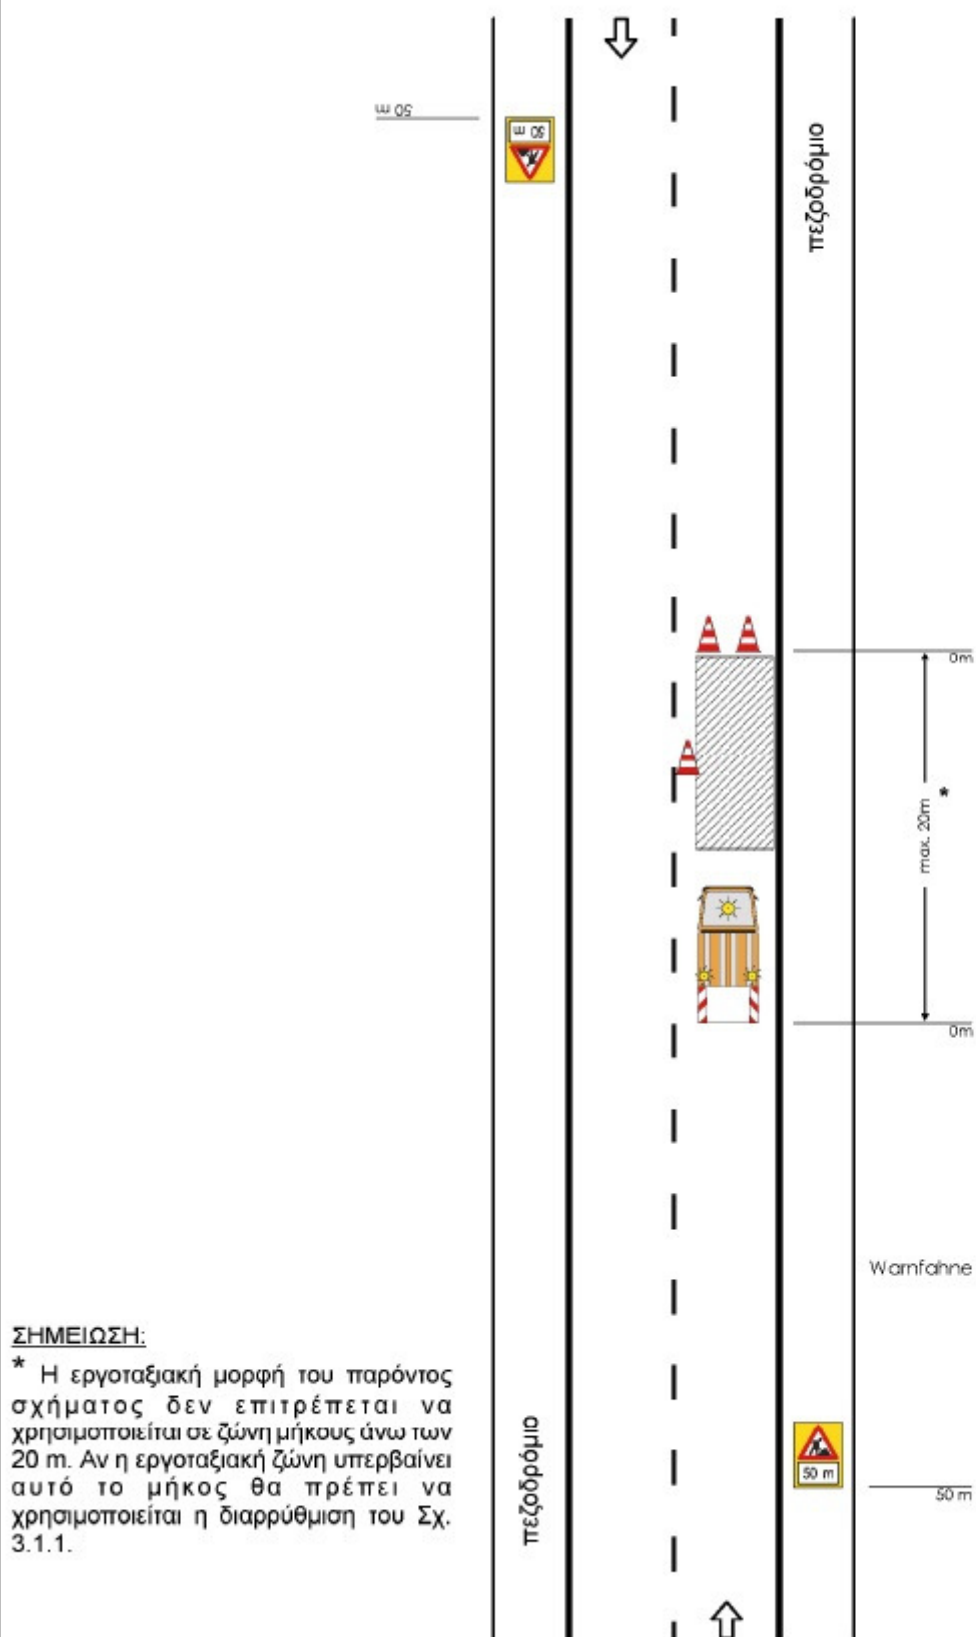 50 m
50 m
πεζοδρόμιο
0m
max. 20m
*
0m
Warnfahne
ΣΗΜΕΙΩΣΗ:
* Η εργοταξιακή μορφή του παρόντος
σχήματος δεν επιτρέπεται να
χρησιμοποιείται σε ζώνη μήκους άνω των
20 m. Αν η εργοταξιακή ζώνη υπερβαίνει
αυτό το μήκος θα πρέπει να
χρησιμοποιείται η διαρρύθμιση του Σχ.
3.1.1.
πεζοδρόμιο
50 m
50 m